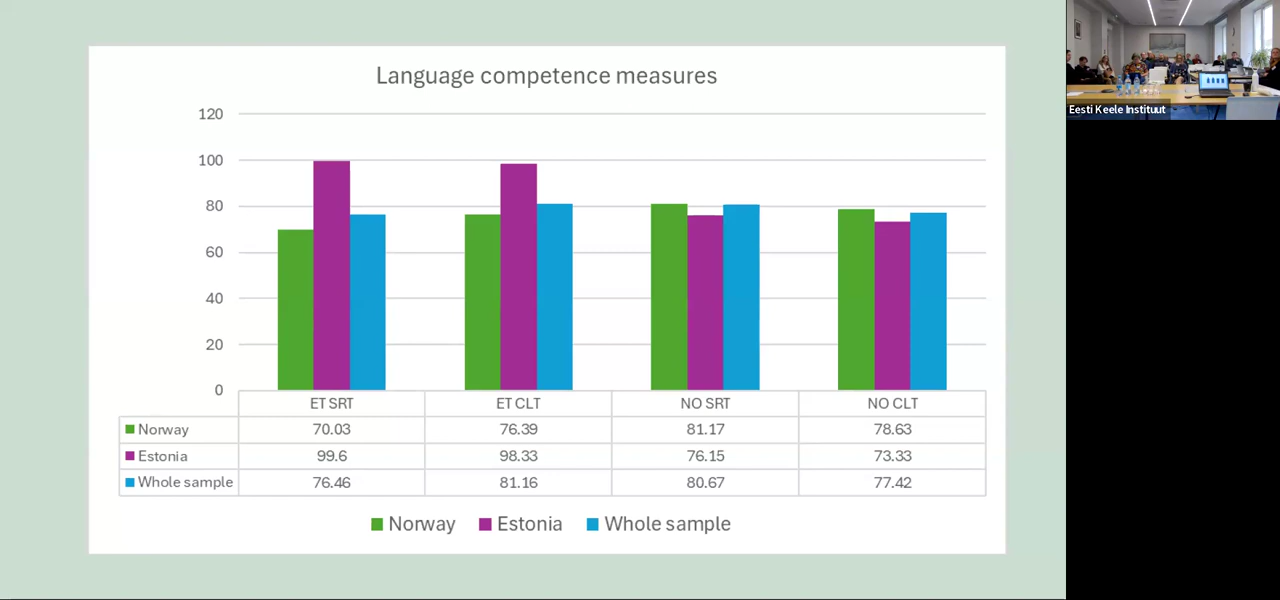 Language competence measures
120
100
80
60
40
20
0
ET SRT ET CLT NO SRT NO CLT
Norway 70.03 76.39 81.17 78.63
Estonia 99.6 98.33 76.15 73.33
Whole sample 76.46 81.16 80.67 77.42
Norway Estonia Whole sample
Eesti Keele Instituut